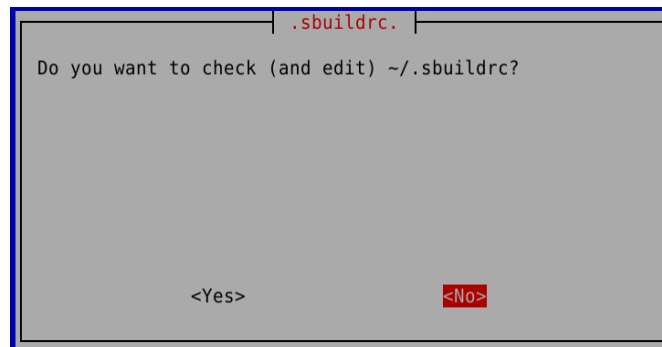 .sbuildrc.
Do you want to check (and edit) ~/.sbuildrc?
<Yes> <No>